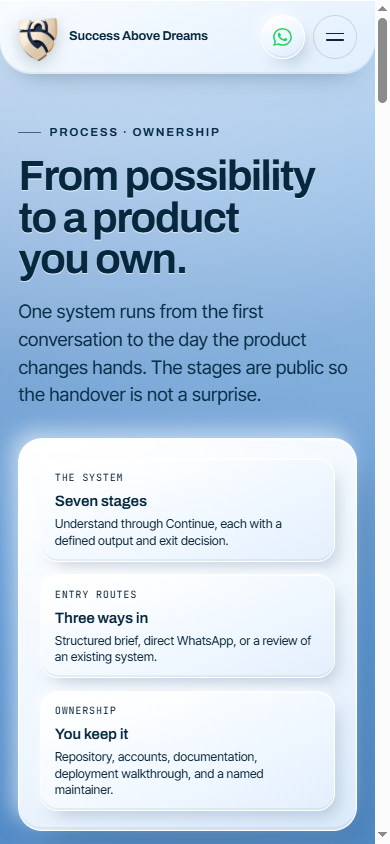 Success Above Dreams
PROCESS · OWNERSHIP
From possibility
to a product
you own.
One system runs from the first
conversation to the day the product
changes hands. The stages are public so
the handover is not a surprise.
THE SYSTEM
Seven stages
Understand through Continue, each with a
defined output and exit decision.
ENTRY ROUTES
Three ways in
Structured brief, direct WhatsApp, or a review of
an existing system.
OWNERSHIP
You keep it
Repository, accounts, documentation,
deployment walkthrough, and a named
maintainer.